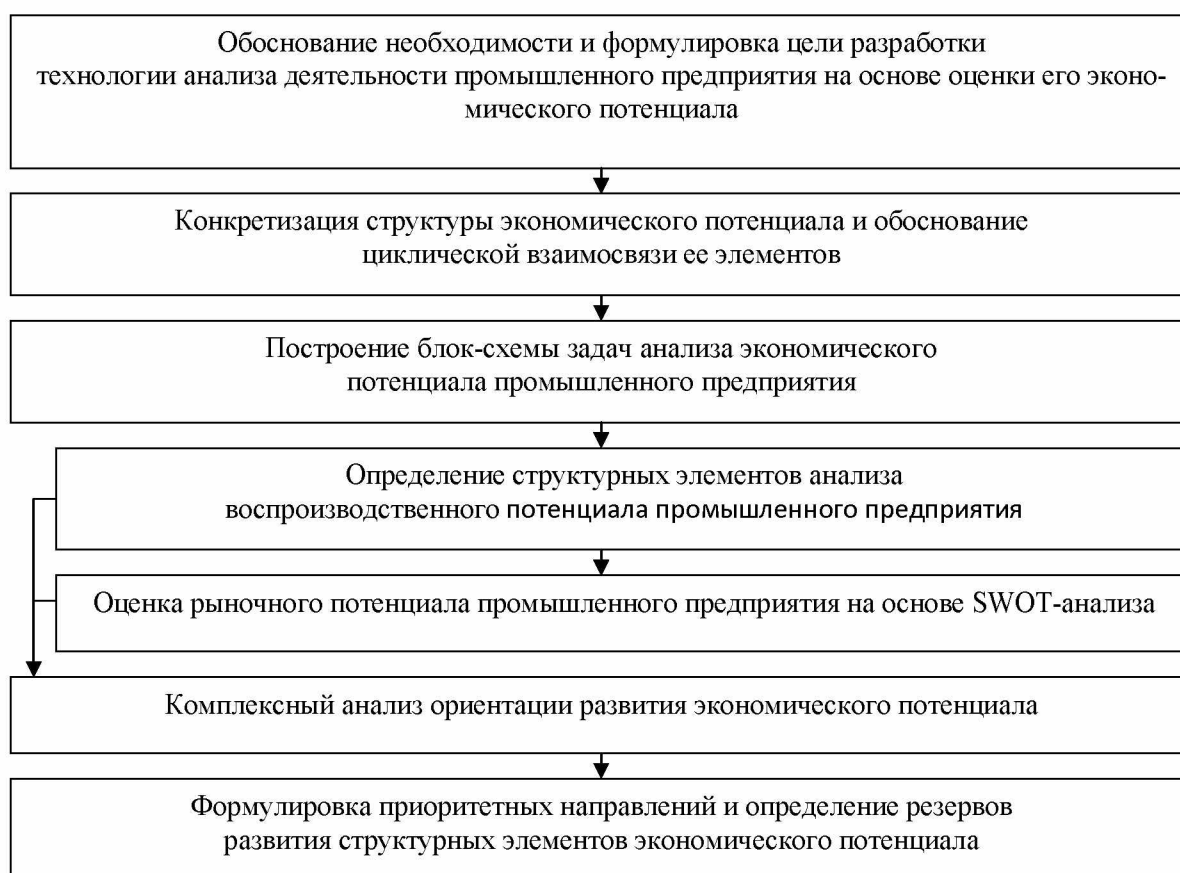 Обоснование необходимости и формулировка цели разработки
технологии анализа деятельности промышленного предприятия на основе оценки его эконо-
мического потенциала
Конкретизация структуры экономического потенциала и обоснование
циклической взаимосвязи ее элементов
Построение блок-схемы задач анализа экономического
потенциала промышленного предприятия
Определение структурных элементов анализа
воспроизводственного потенциала промышленного предприятия
Оценка рыночного потенциала промышленного предприятия на основе SWOT-анализа
Комплексный анализ ориентации развития экономического потенциала
Формулировка приоритетных направлений и определение резервов
развития структурных элементов экономического потенциала